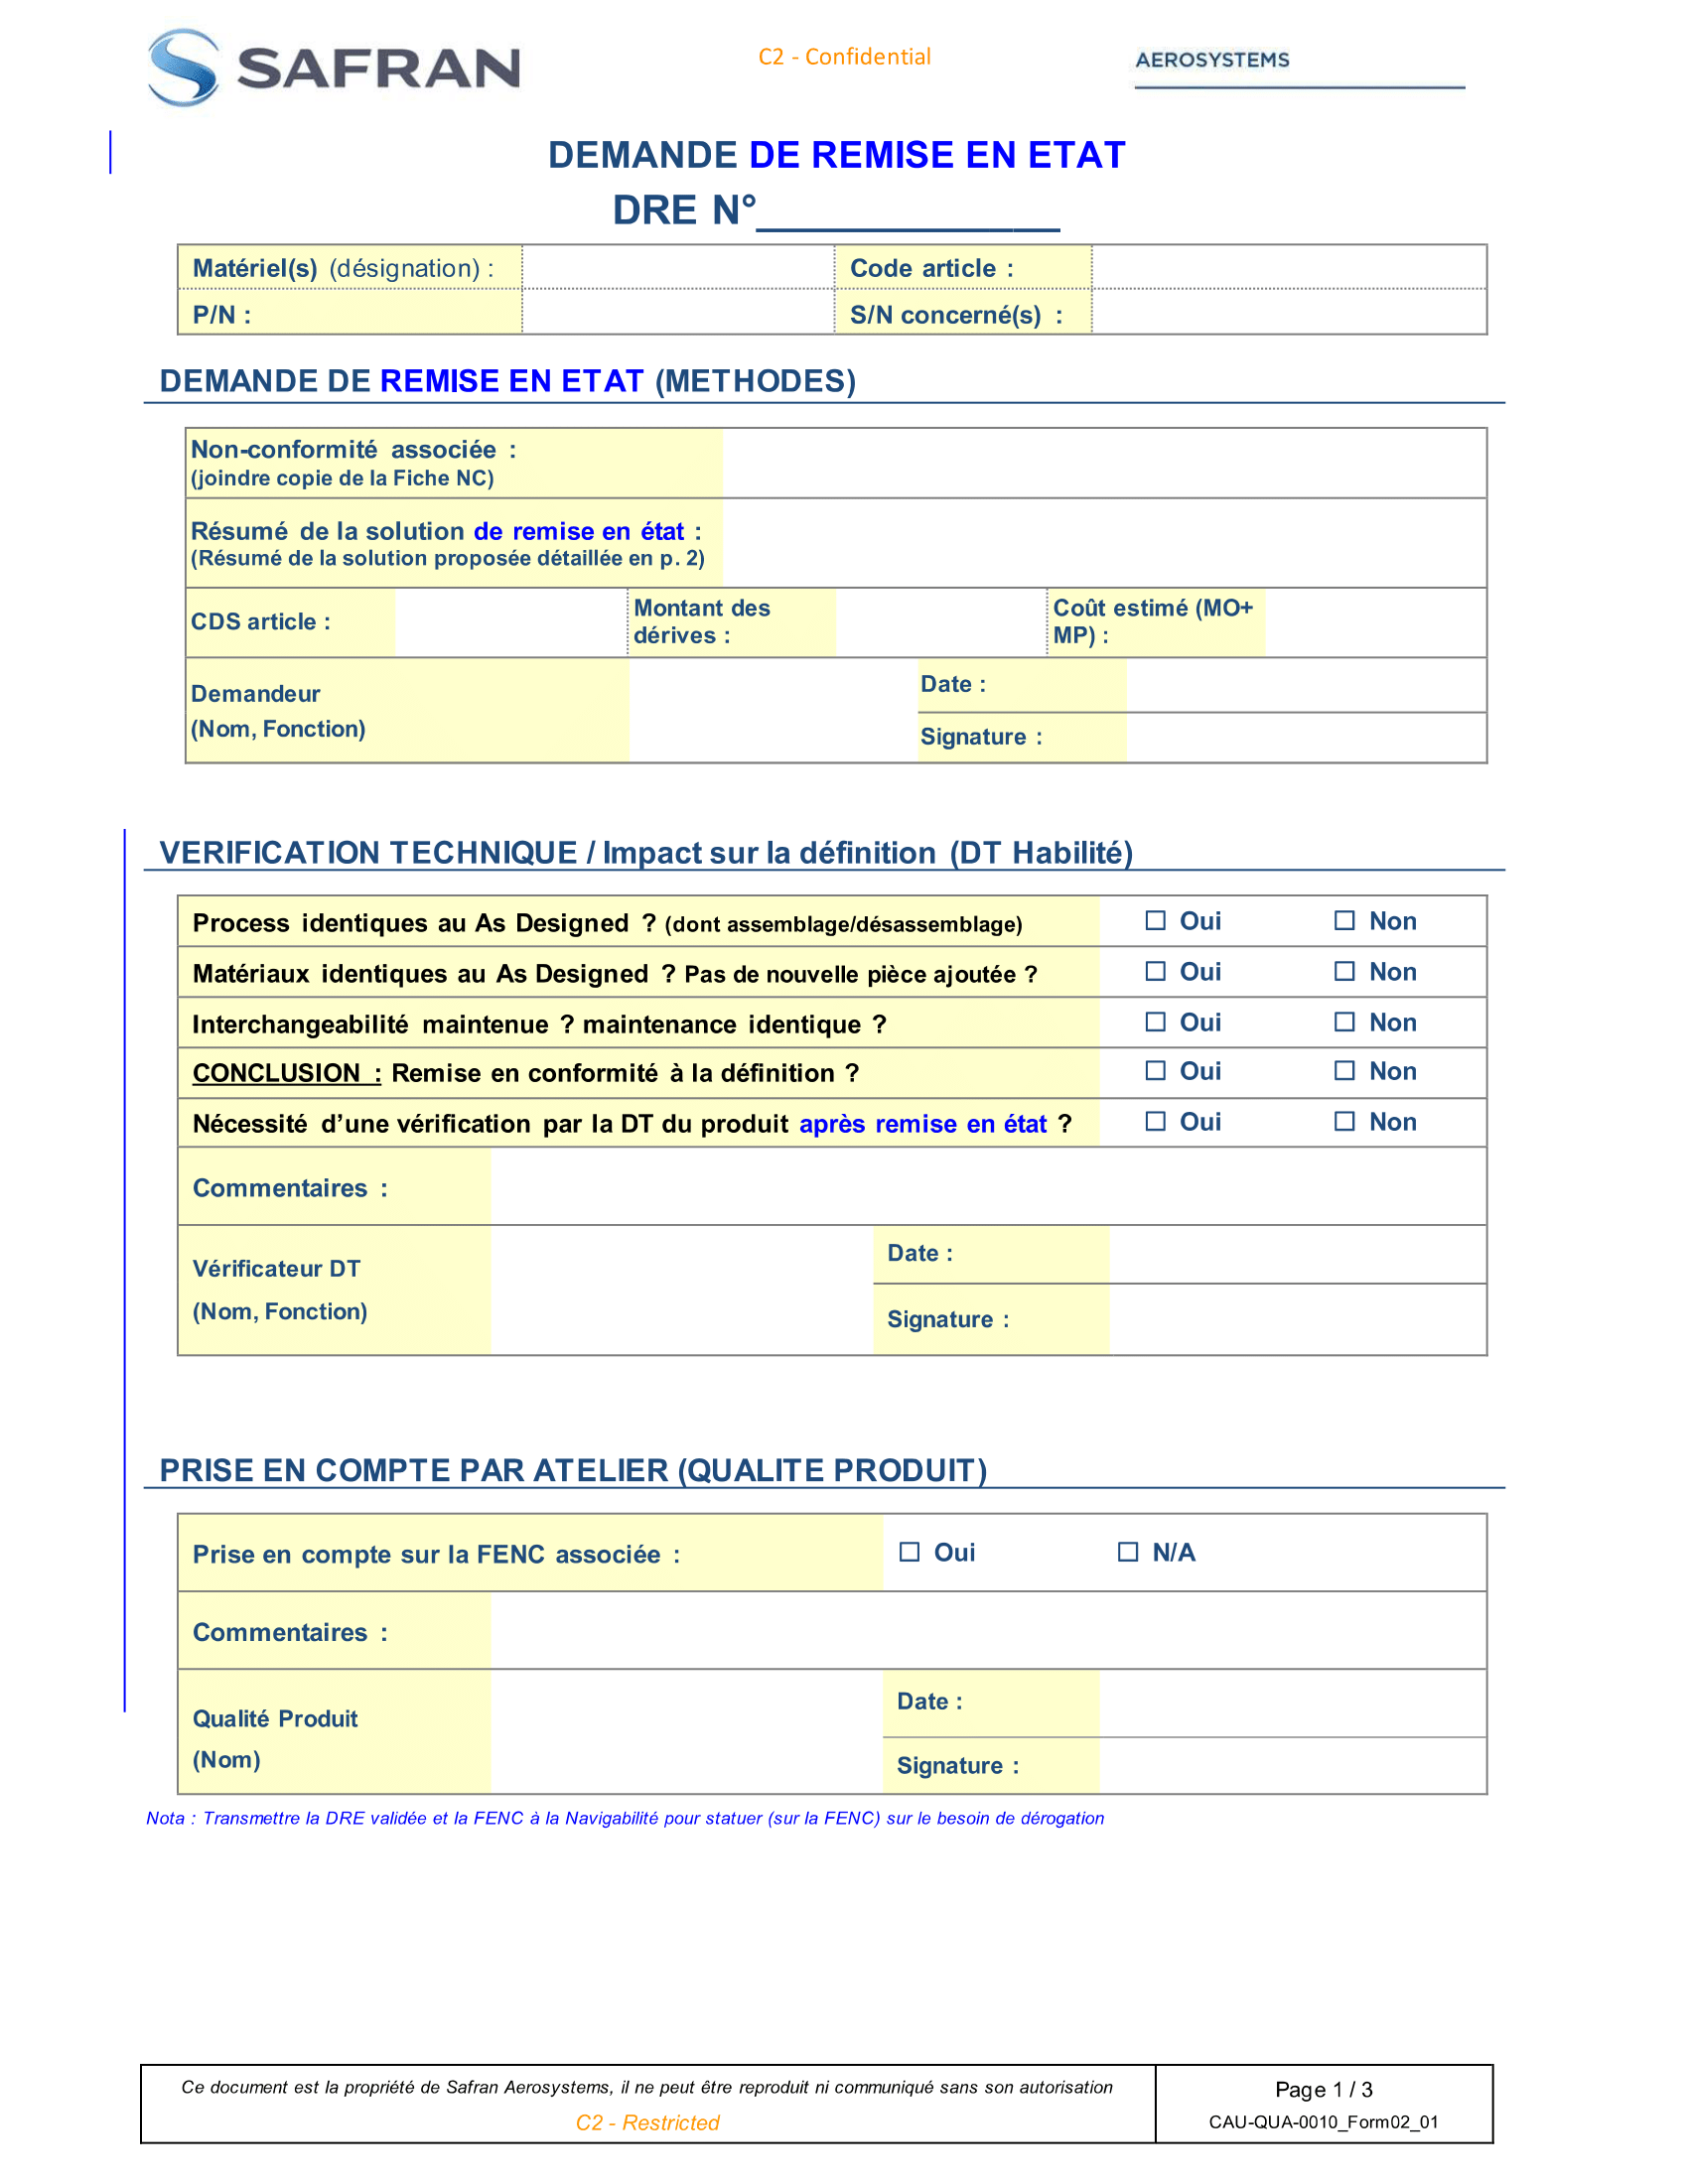 SAFRAN
C2 - Confidential
AEROSYSTEMS
DEMANDE DE REMISE EN ETAT
DRE N°_____________
Matériel(s) (désignation) :
Code article :
P/N :
S/N concerné(s) :
DEMANDE DE REMISE EN ETAT (METHODES)
Non-conformité associée :
(joindre copie de la Fiche NC)
Résumé de la solution de remise en état :
(Résumé de la solution proposée détaillée en p. 2)
CDS article :
Montant des
dérives :
Coût estimé (MO+
MP) :
Demandeur
(Nom, Fonction)
Date :
Signature :
VERIFICATION TECHNIQUE / Impact sur la définition (DT Habilité)
Process identiques au As Designed ? (dont assemblage/désassemblage) ☐ Oui ☐ Non
Matériaux identiques au As Designed ? Pas de nouvelle pièce ajoutée ? ☐ Oui ☐ Non
Interchangeabilité maintenue ? maintenance identique ? ☐ Oui ☐ Non
CONCLUSION : Remise en conformité à la définition ? ☐ Oui ☐ Non
Nécessité d’une vérification par la DT du produit après remise en état ? ☐ Oui ☐ Non
Commentaires :
Vérificateur DT
(Nom, Fonction)
Date :
Signature :
PRISE EN COMPTE PAR ATELIER (QUALITE PRODUIT)
Prise en compte sur la FENC associée : ☐ Oui ☐ N/A
Commentaires :
Qualité Produit
(Nom)
Date :
Signature :
Nota : Transmettre la DRE validée et la FENC à la Navigabilité pour statuer (sur la FENC) sur le besoin de dérogation
Ce document est la propriété de Safran Aerosystems, il ne peut être reproduit ni communiqué sans son autorisation
C2 - Restricted
Page 1 / 3
CAU-QUA-0010_Form02_01